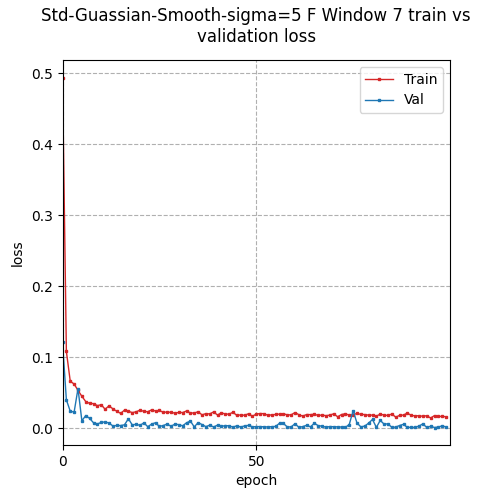 Std-Guassian-Smooth-sigma=5 F Window 7 train vs
validation loss
Train
Val
0.5
0.4
0.3
0.2
0.1
0.0
loss
0
50
epoch